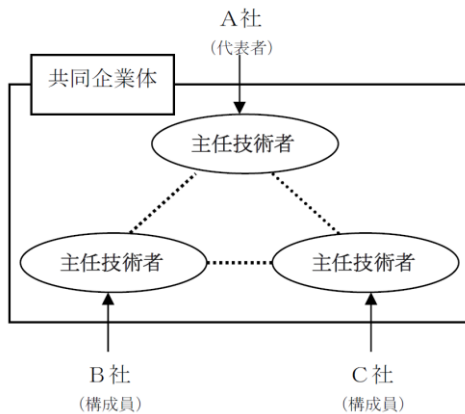 A社
(代表者)
共同企業体
主任技術者
主任技術者
主任技術者
B社
(構成員)
C社
(構成員)